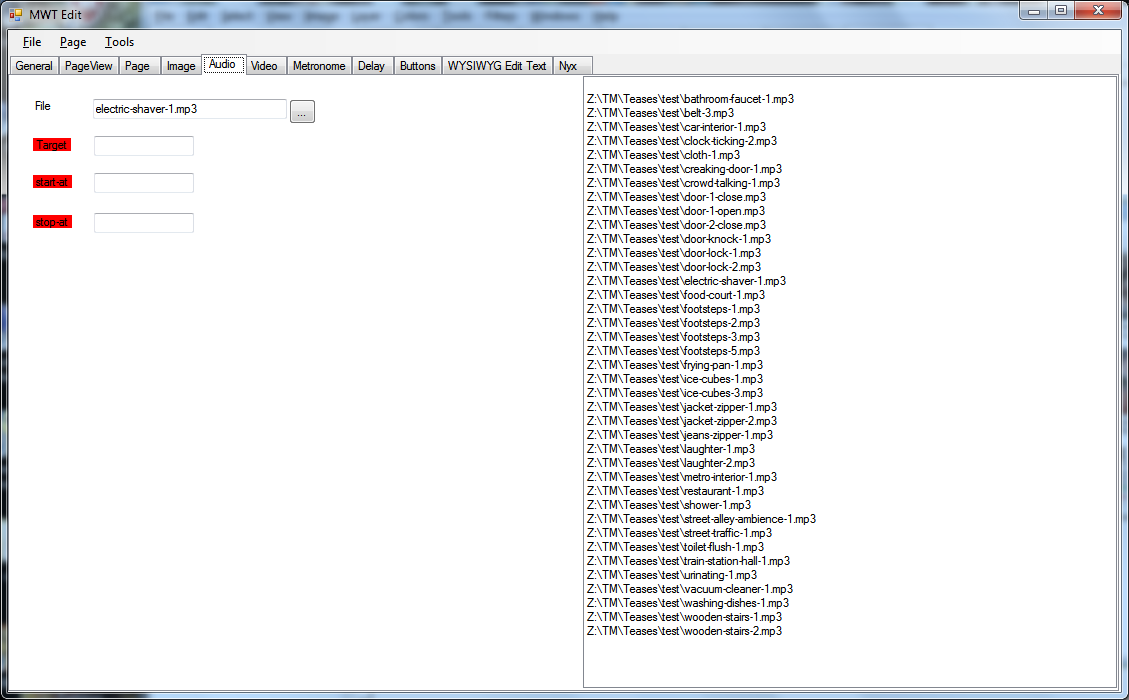 MWT Edit
File Page Tools
General PageView Page Image Audio Video Metronome Delay Buttons WYSIWYG Edit Text Nyx
File electric-shaver-1.mp3 ...
Target
start-at
stop-at
Z:\TM\Teases\test\bathroom-faucet-1.mp3
Z:\TM\Teases\test\belt-3.mp3
Z:\TM\Teases\test\car-interior-1.mp3
Z:\TM\Teases\test\clock-ticking-2.mp3
Z:\TM\Teases\test\cloth-1.mp3
Z:\TM\Teases\test\creaking-door-1.mp3
Z:\TM\Teases\test\crowd-talking-1.mp3
Z:\TM\Teases\test\door-1-close.mp3
Z:\TM\Teases\test\door-1-open.mp3
Z:\TM\Teases\test\door-2-close.mp3
Z:\TM\Teases\test\door-knock-1.mp3
Z:\TM\Teases\test\door-lock-1.mp3
Z:\TM\Teases\test\door-lock-2.mp3
Z:\TM\Teases\test\electric-shaver-1.mp3
Z:\TM\Teases\test\food-court-1.mp3
Z:\TM\Teases\test\footsteps-1.mp3
Z:\TM\Teases\test\footsteps-2.mp3
Z:\TM\Teases\test\footsteps-3.mp3
Z:\TM\Teases\test\footsteps-5.mp3
Z:\TM\Teases\test\frying-pan-1.mp3
Z:\TM\Teases\test\ice-cubes-1.mp3
Z:\TM\Teases\test\ice-cubes-3.mp3
Z:\TM\Teases\test\jacket-zipper-1.mp3
Z:\TM\Teases\test\jacket-zipper-2.mp3
Z:\TM\Teases\test\jeans-zipper-1.mp3
Z:\TM\Teases\test\laughter-1.mp3
Z:\TM\Teases\test\laughter-2.mp3
Z:\TM\Teases\test\metro-interior-1.mp3
Z:\TM\Teases\test\restaurant-1.mp3
Z:\TM\Teases\test\shower-1.mp3
Z:\TM\Teases\test\street-alley-ambience-1.mp3
Z:\TM\Teases\test\street-traffic-1.mp3
Z:\TM\Teases\test\toilet-flush-1.mp3
Z:\TM\Teases\test\train-station-hall-1.mp3
Z:\TM\Teases\test\urinating-1.mp3
Z:\TM\Teases\test\vacuum-cleaner-1.mp3
Z:\TM\Teases\test\washing-dishes-1.mp3
Z:\TM\Teases\test\wooden-stairs-1.mp3
Z:\TM\Teases\test\wooden-stairs-2.mp3